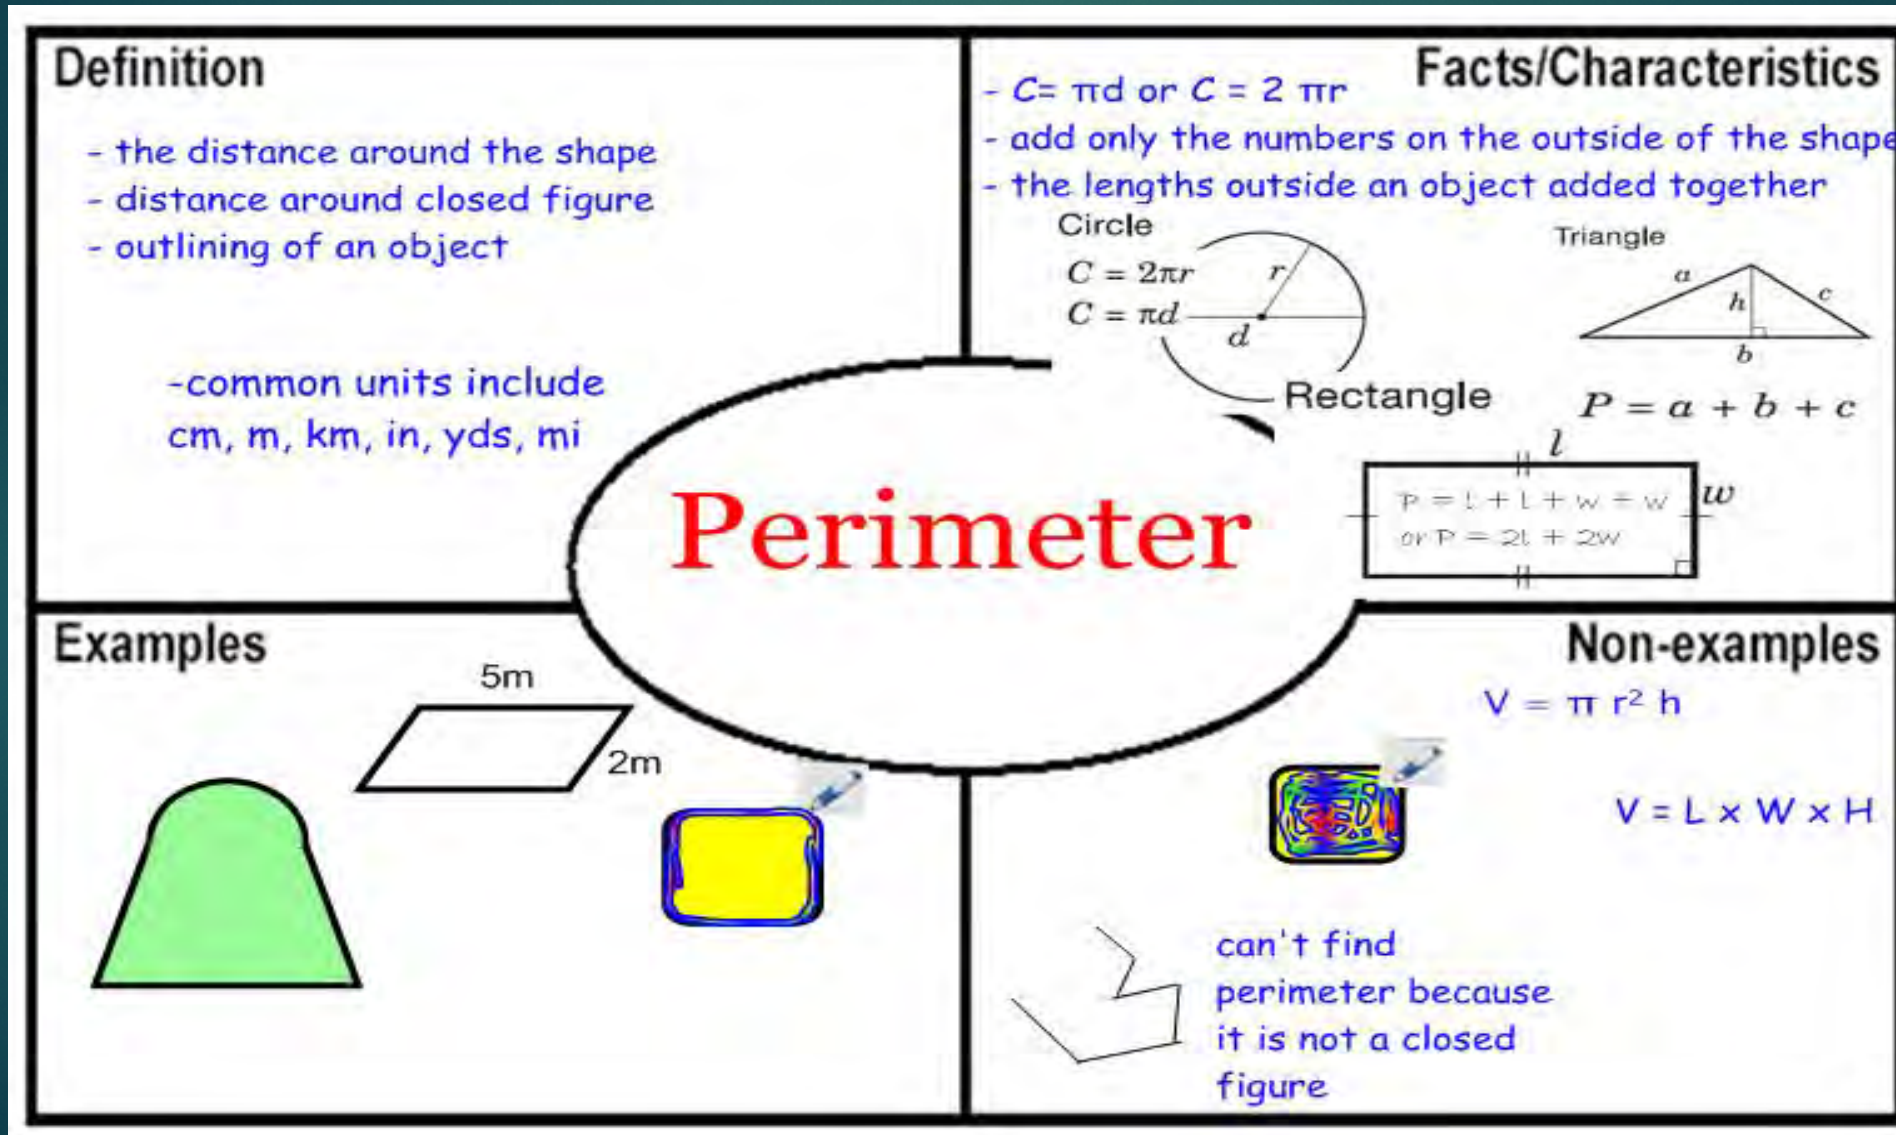 Definition
- the distance around the shape
- distance around closed figure
- outlining of an object
-common units include
cm, m, km, in, yds, mi
Facts/Characteristics
- C= πd or C = 2 πr
- add only the numbers on the outside of the shape
- the lengths outside an object added together
Circle
C = 2πr
C = πd
r
d
Triangle
a
h
c
b
P = a + b + c
Rectangle
l
w
P = L + L + w = w
or P = 2L + 2w
Perimeter
Examples
5m
2m
Non-examples
V = π r² h
V = L x W x H
can't find
perimeter because
it is not a closed
figure